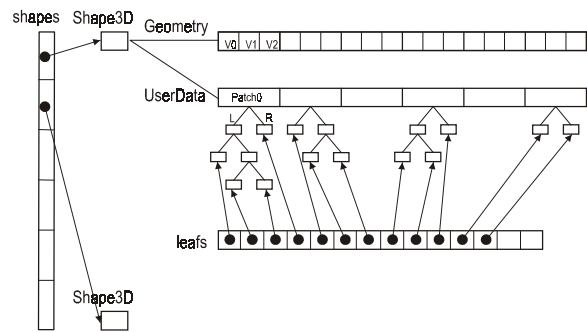 shapes
Shape3D
Geometry
V0 V1 V2
UserData
Patch0
L R
leafs
Shape3D